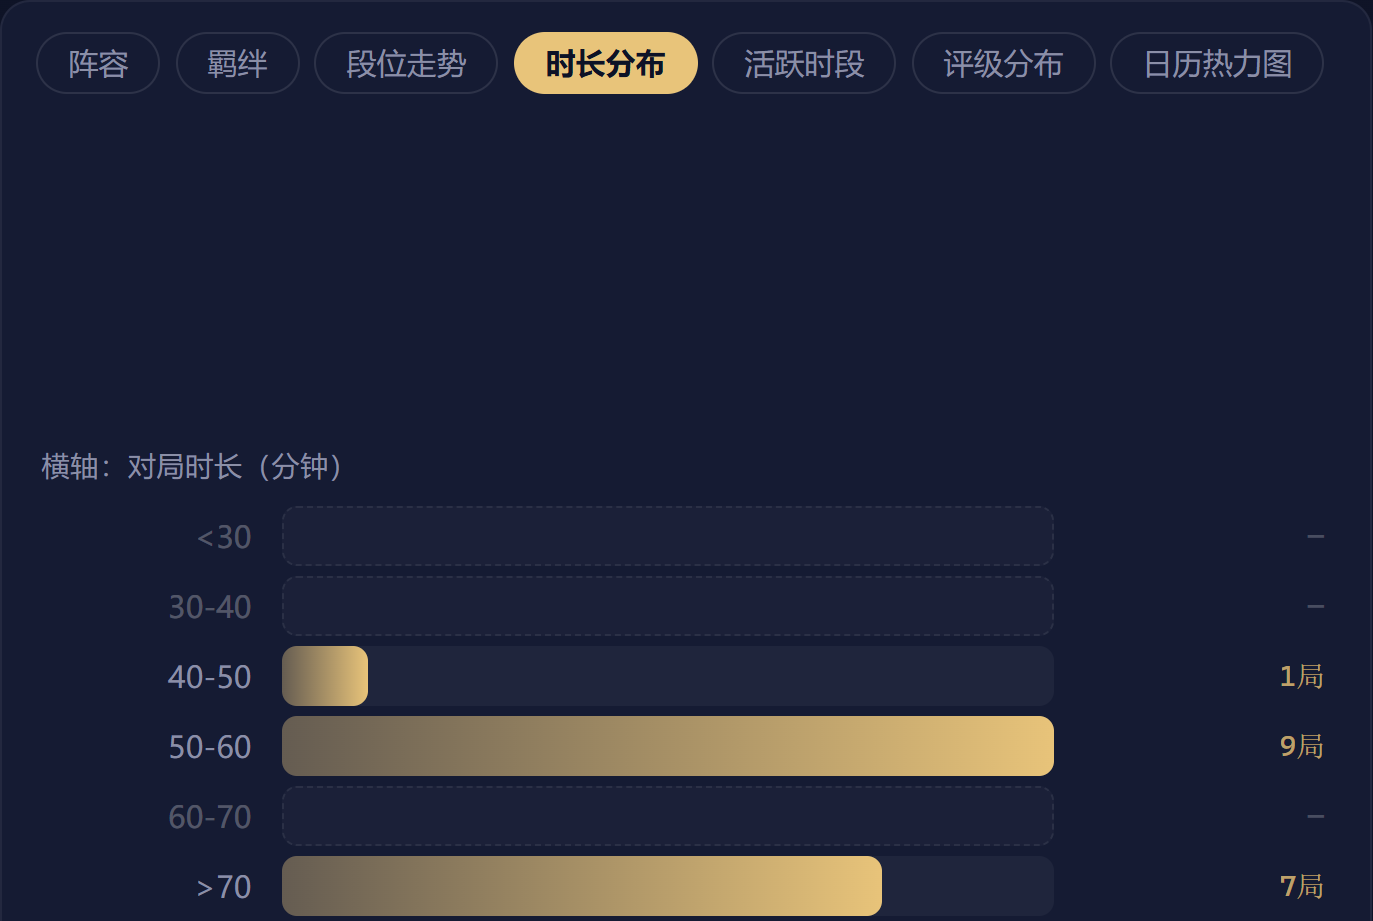 阵容 羁绊 段位走势 时长分布 活跃时段 评级分布 日历热力图
横轴：对局时长（分钟）
<30 —
30-40 —
40-50 1局
50-60 9局
60-70 —
>70 7局